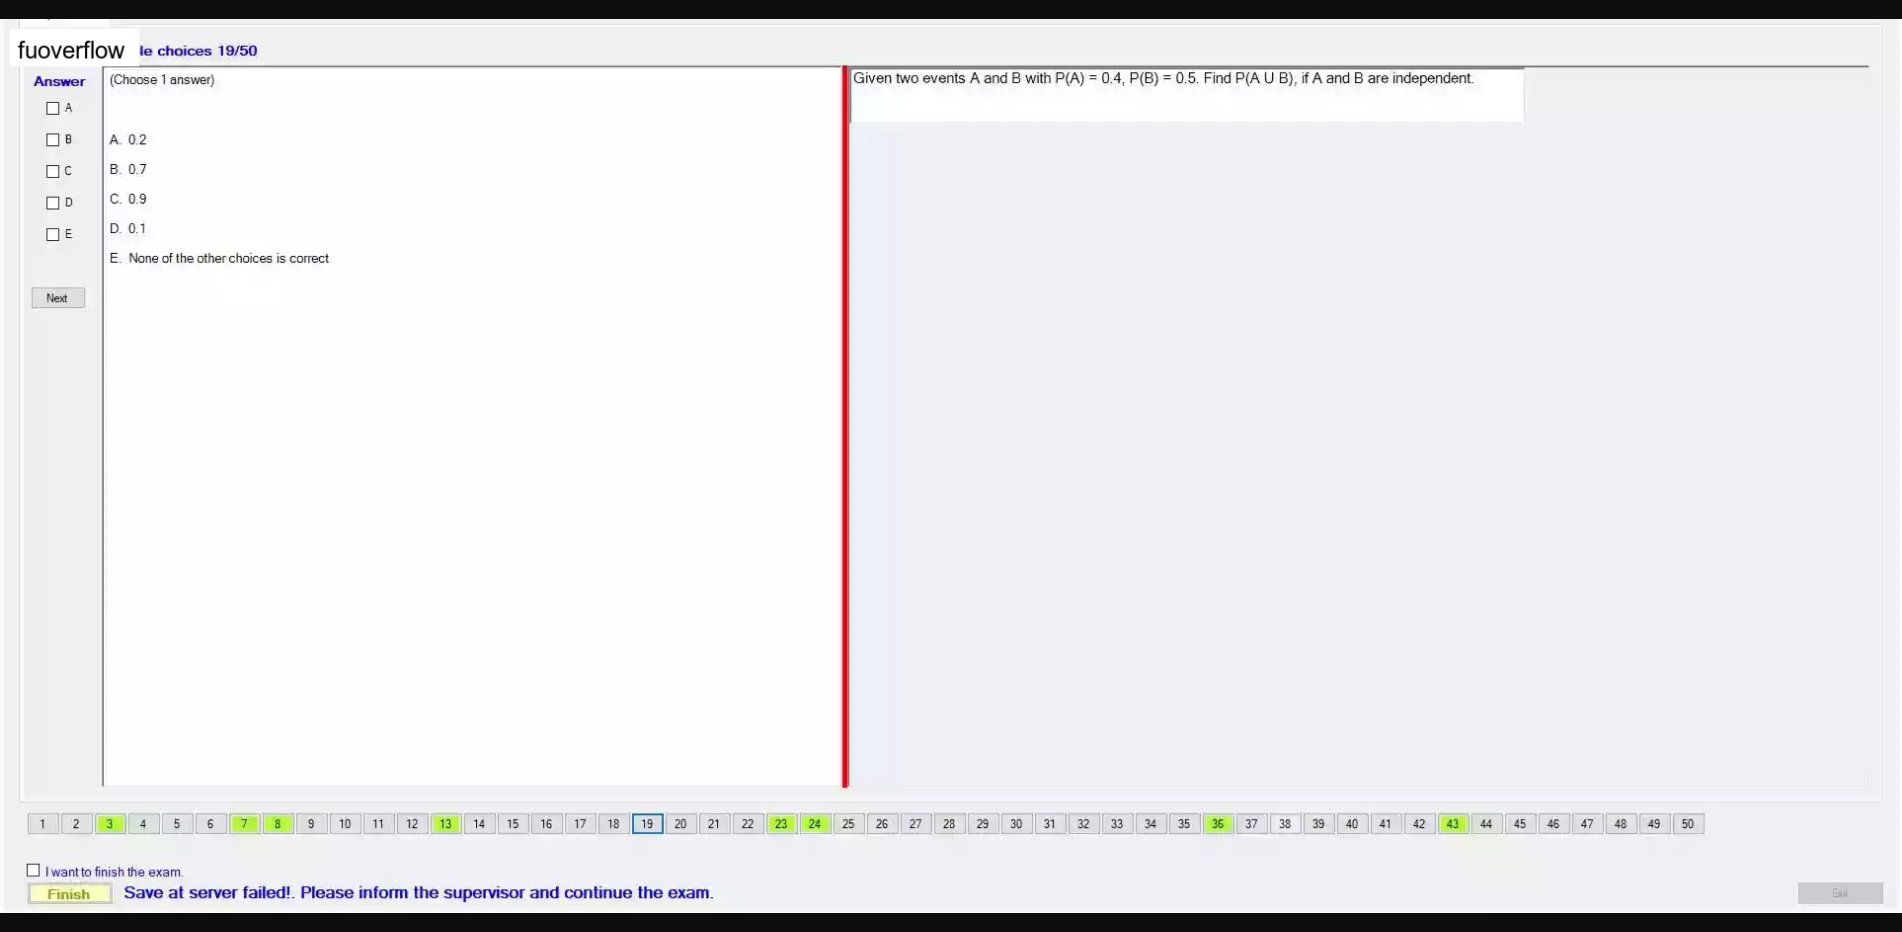 fuoverflow
le choices 19/50
Answer
(Choose 1 answer)
A
B
C
D
E
A. 0.2
B. 0.7
C. 0.9
D. 0.1
E. None of the other choices is correct
Next
Given two events A and B with P(A) = 0.4, P(B) = 0.5. Find P(A U B), if A and B are independent.
1 2 3 4 5 6 7 8 9 10 11 12 13 14 15 16 17 18 19 20 21 22 23 24 25 26 27 28 29 30 31 32 33 34 35 36 37 38 39 40 41 42 43 44 45 46 47 48 49 50
I want to finish the exam.
Finish
Save at server failed!. Please inform the supervisor and continue the exam.